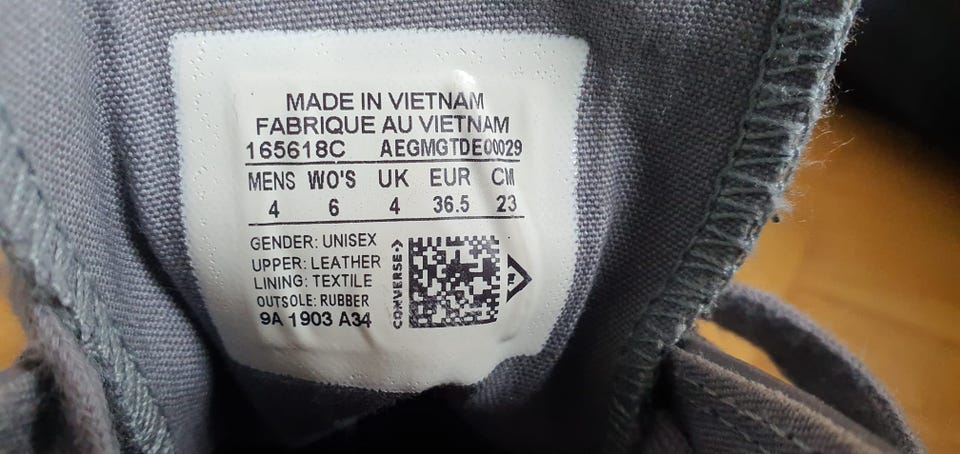 MADE IN VIETNAM
FABRIQUE AU VIETNAM
165618C AEGMGTDE00029
MENS WO'S UK EUR CM
4 6 4 36.5 23
GENDER: UNISEX
UPPER: LEATHER
LINING: TEXTILE
OUTSOLE: RUBBER
9A 1903 A34
CONVERSE
TM